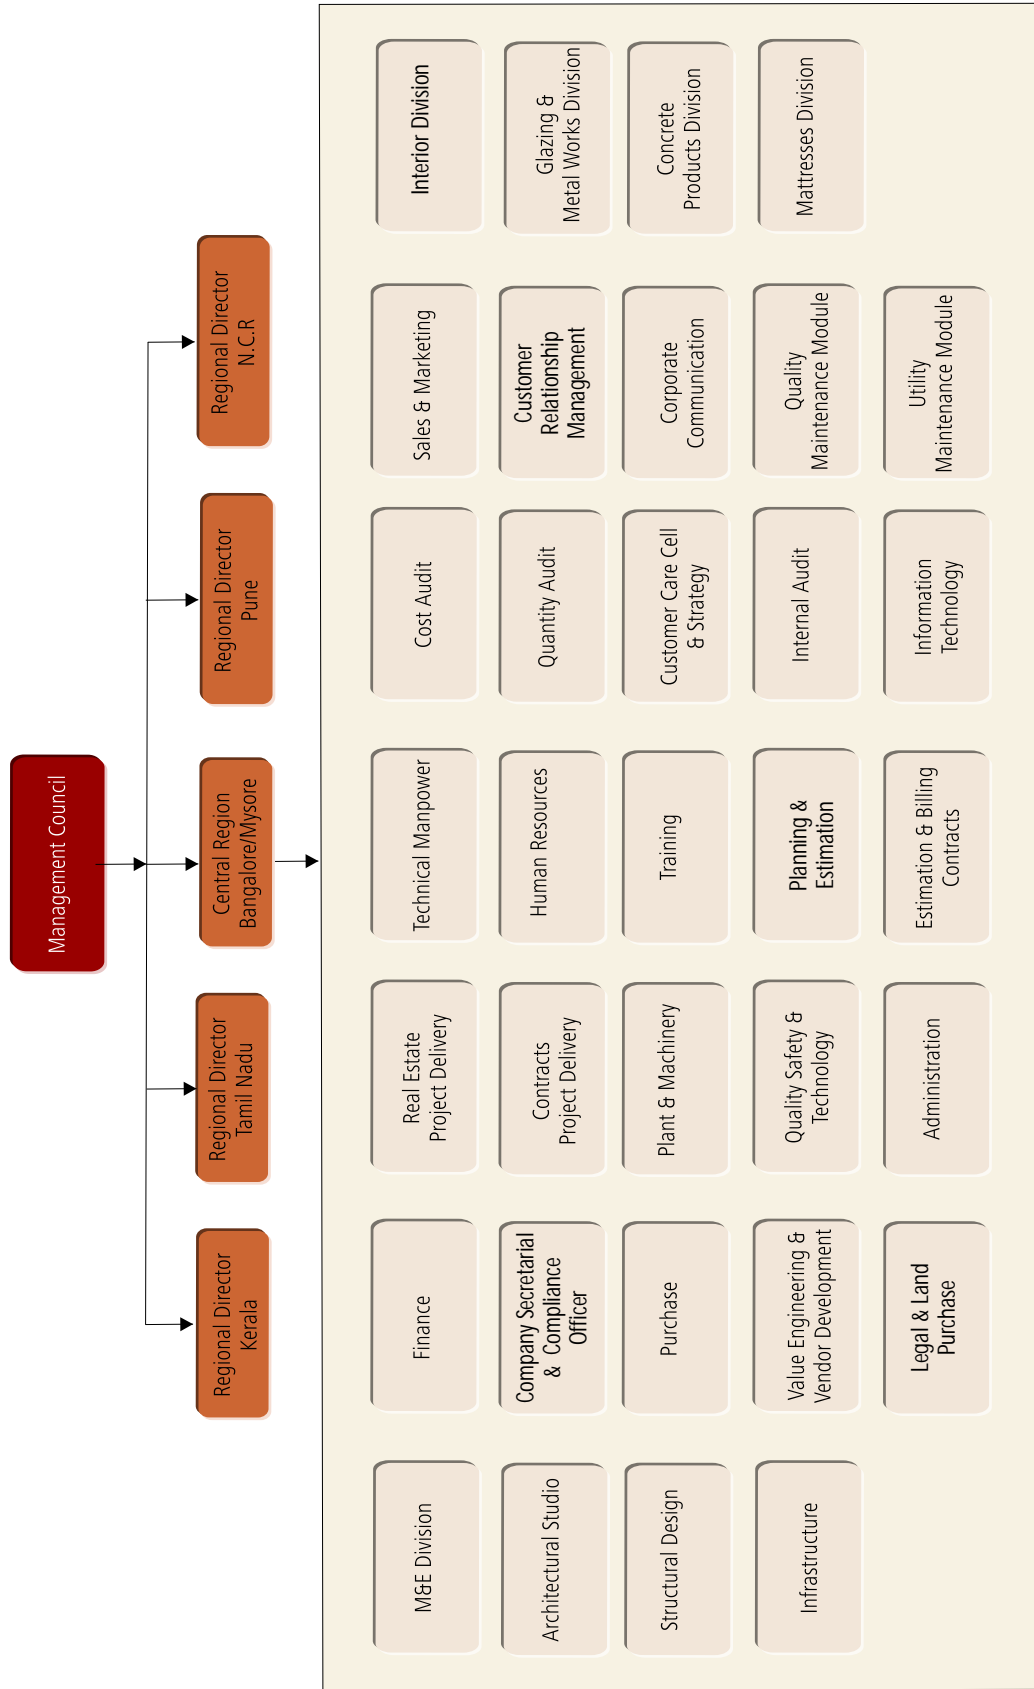 Management Council
Regional Director
Kerala
Regional Director
Tamil Nadu
Central Region
Bangalore/Mysore
Regional Director
Pune
Regional Director
N.C.R
M&E Division
Finance
Real Estate
Project Delivery
Technical Manpower
Cost Audit
Sales & Marketing
Interior Division
Architectural Studio
Company Secretarial
& Compliance
Officer
Contracts
Project Delivery
Human Resources
Quantity Audit
Customer
Relationship
Management
Glazing &
Metal Works Division
Structural Design
Purchase
Plant & Machinery
Training
Customer Care Cell
& Strategy
Corporate
Communication
Concrete
Products Division
Infrastructure
Value Engineering &
Vendor Development
Quality Safety &
Technology
Planning &
Estimation
Internal Audit
Quality
Maintenance Module
Mattresses Division
Legal & Land
Purchase
Administration
Estimation & Billing
Contracts
Information
Technology
Utility
Maintenance Module